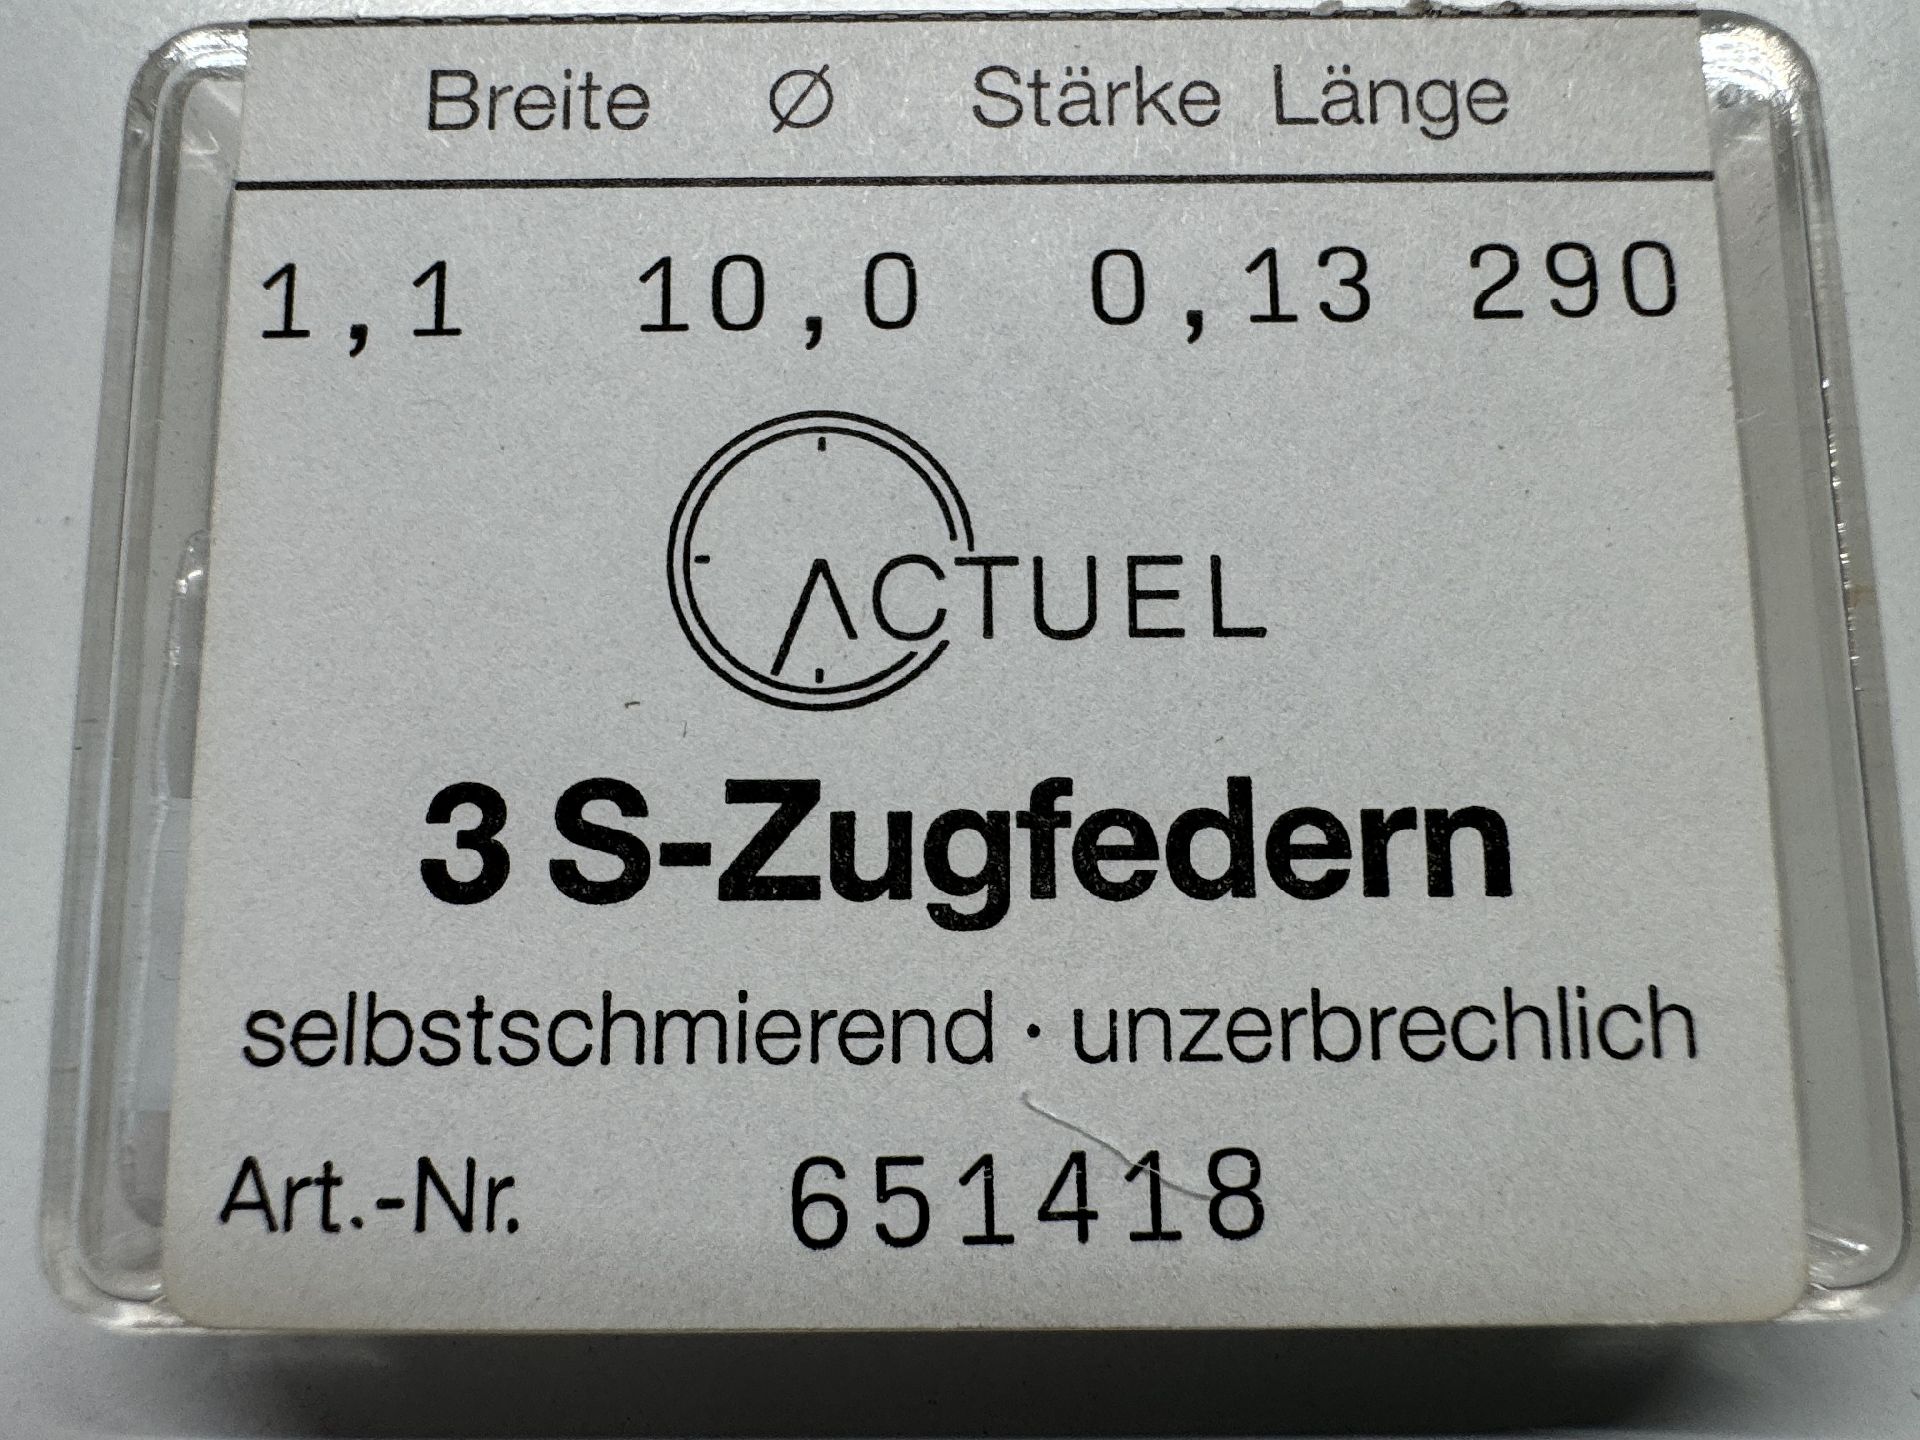 Breite Ø Stärke Länge
1,1 10,0 0,13 290
ACTUEL
3 S-Zugfedern
selbstschmierend · unzerbrechlich
Art.-Nr. 651418